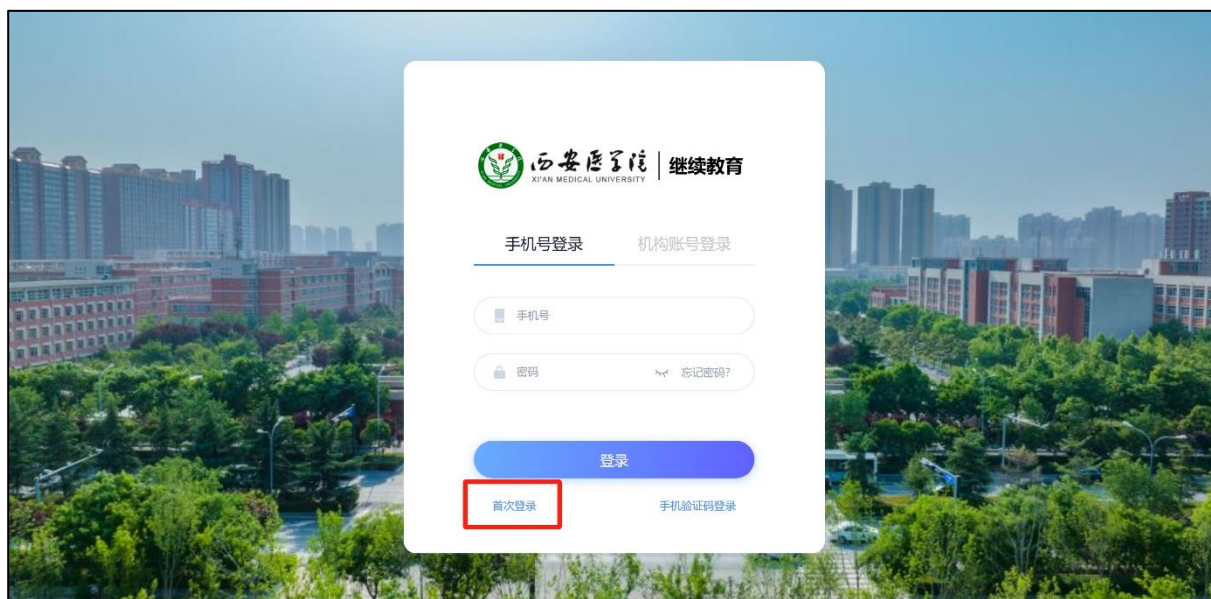 西安医学院
XI'AN MEDICAL UNIVERSITY
继续教育
手机号登录 机构账号登录
手机号
密码 忘记密码?
登录
首次登录 手机验证码登录